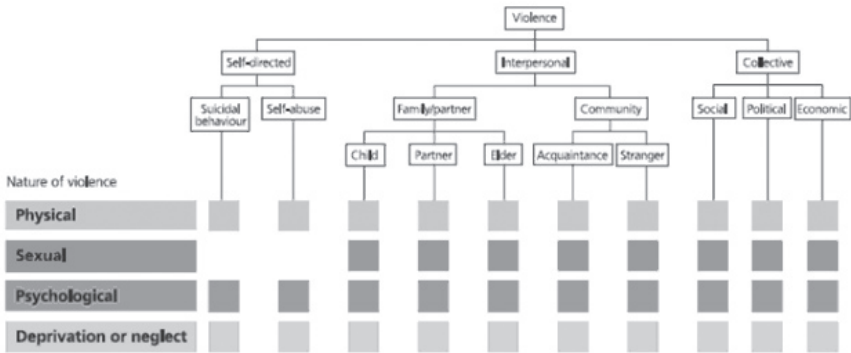 Violence
Self-directed
Interpersonal
Collective
Suicidal
behaviour
Self-abuse
Family/partner
Community
Social
Political
Economic
Child
Partner
Elder
Acquaintance
Stranger
Nature of violence
Physical
Sexual
Psychological
Deprivation or neglect